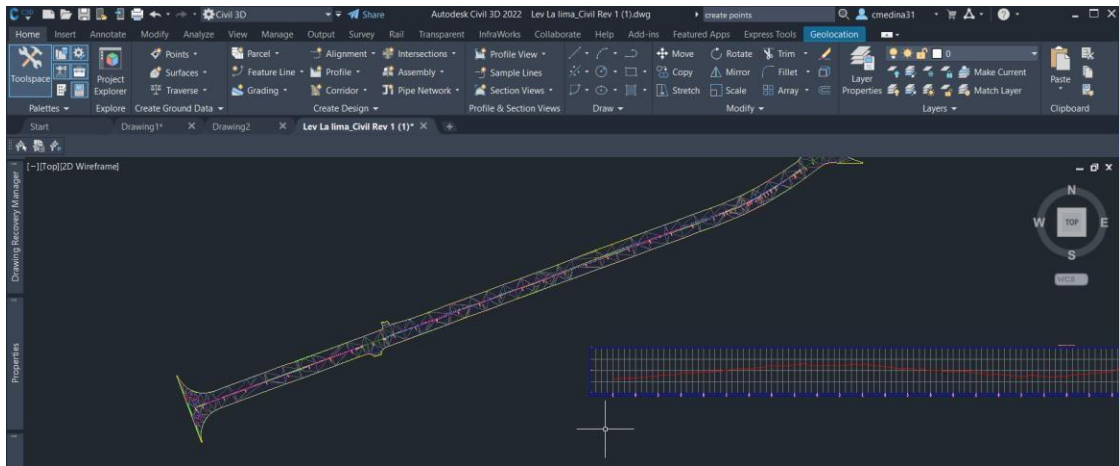 C3D Civil 3D Share Autodesk Civil 3D 2022 Lev La lima_Civil Rev 1 (1).dwg create points cmedina31
Home Insert Annotate Modify Analyze View Manage Output Survey Rail Transparent InfraWorks Collaborate Help Add-ins Featured Apps Express Tools Geolocation
Toolspace
Project Explorer
Points Parcel Alignment Intersections Profile View Move Rotate Trim
Surfaces Feature Line Profile Assembly Sample Lines Copy Mirror Fillet Make Current
Traverse Grading Corridor Pipe Network Section Views Stretch Scale Array Match Layer
Layer Properties
0
Paste
Palettes Explore Create Ground Data Create Design Profile & Section Views Draw Modify Layers Clipboard
Start Drawing1* Drawing2 Lev La lima_Civil Rev 1 (1)*
[-][Top][2D Wireframe]
Drawing Recovery Manager
Properties
N
W TOP E
S
WCS